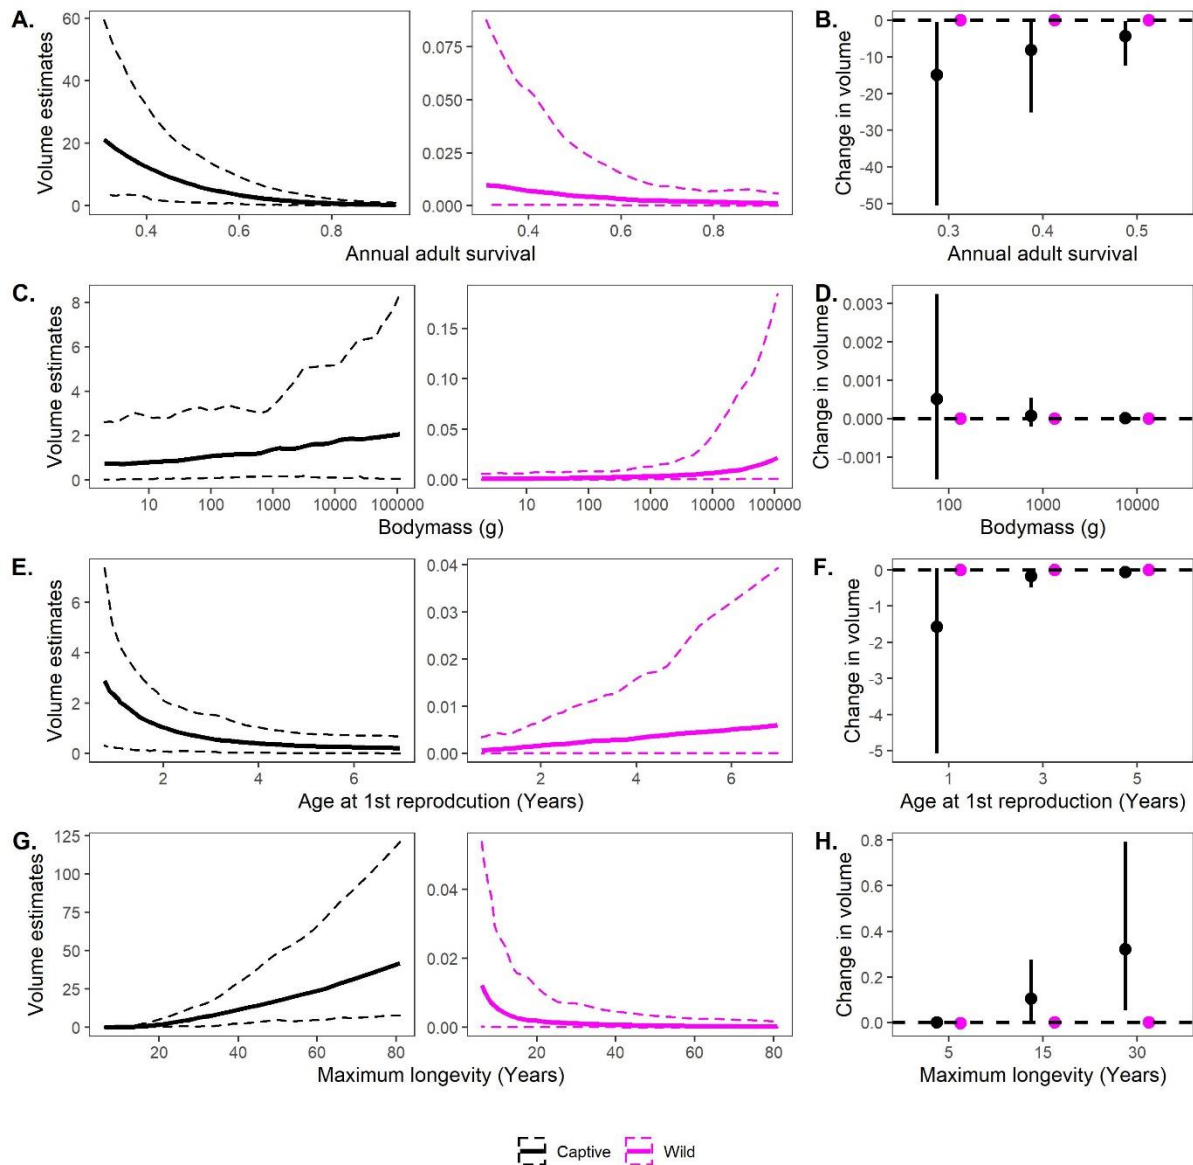 A.
B.
60
40
20
0
0.075
0.050
0.025
0.000
0
-10
-20
-30
-40
-50
Volume estimates
Change in volume
0.4 0.6 0.8
0.4 0.6 0.8
0.3 0.4 0.5
Annual adult survival
Annual adult survival
C.
D.
8
6
4
2
0
0.15
0.10
0.05
0.00
0.003
0.002
0.001
0.000
-0.001
Volume estimates
Change in volume
10 100 1000 10000 100000
10 100 1000 10000 100000
100 1000 10000
Bodymass (g)
Bodymass (g)
E.
F.
6
4
2
0
0.04
0.03
0.02
0.01
0.00
0
-1
-2
-3
-4
-5
Volume estimates
Change in volume
2 4 6
2 4 6
1 3 5
Age at 1st reprodcution (Years)
Age at 1st reproduction (Years)
G.
H.
125
100
75
50
25
0
0.04
0.02
0.00
0.8
0.6
0.4
0.2
0.0
Volume estimates
Change in volume
20 40 60 80
20 40 60 80
5 15 30
Maximum longevity (Years)
Maximum longevity (Years)
Captive Wild